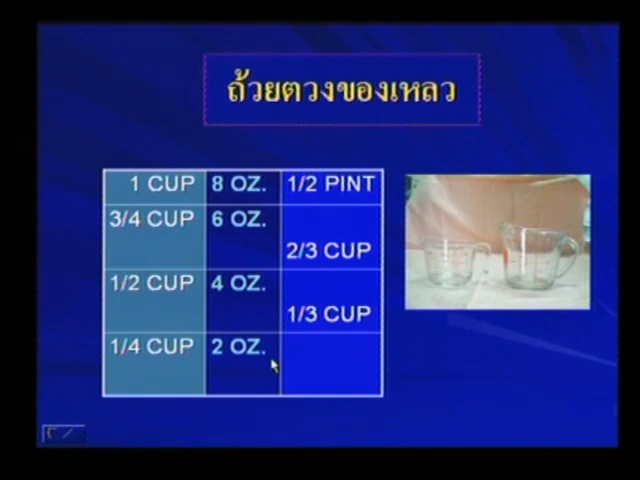 ถ้วยตวงของเหลว
1 CUP 8 OZ. 1/2 PINT
3/4 CUP 6 OZ.
2/3 CUP
1/2 CUP 4 OZ.
1/3 CUP
1/4 CUP 2 OZ.